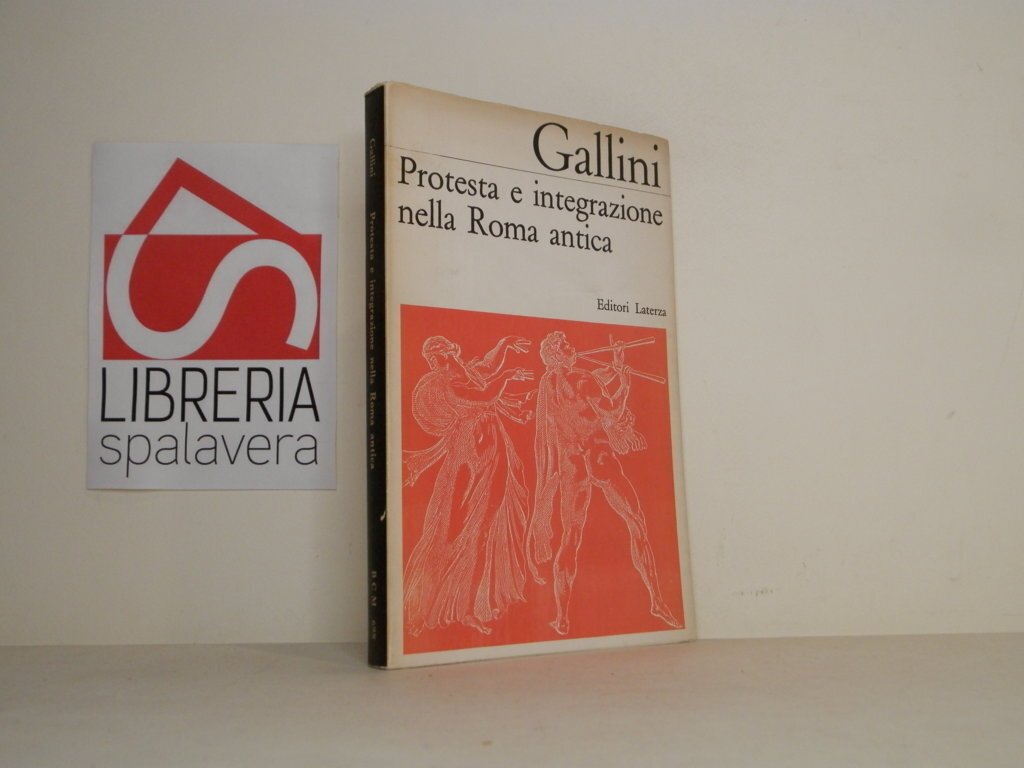 LIBRERIA
spalavera
Gallini
Protesta e integrazione nella Roma antica
B.C.M.
Gallini
Protesta e integrazione
nella Roma antica
Editori Laterza